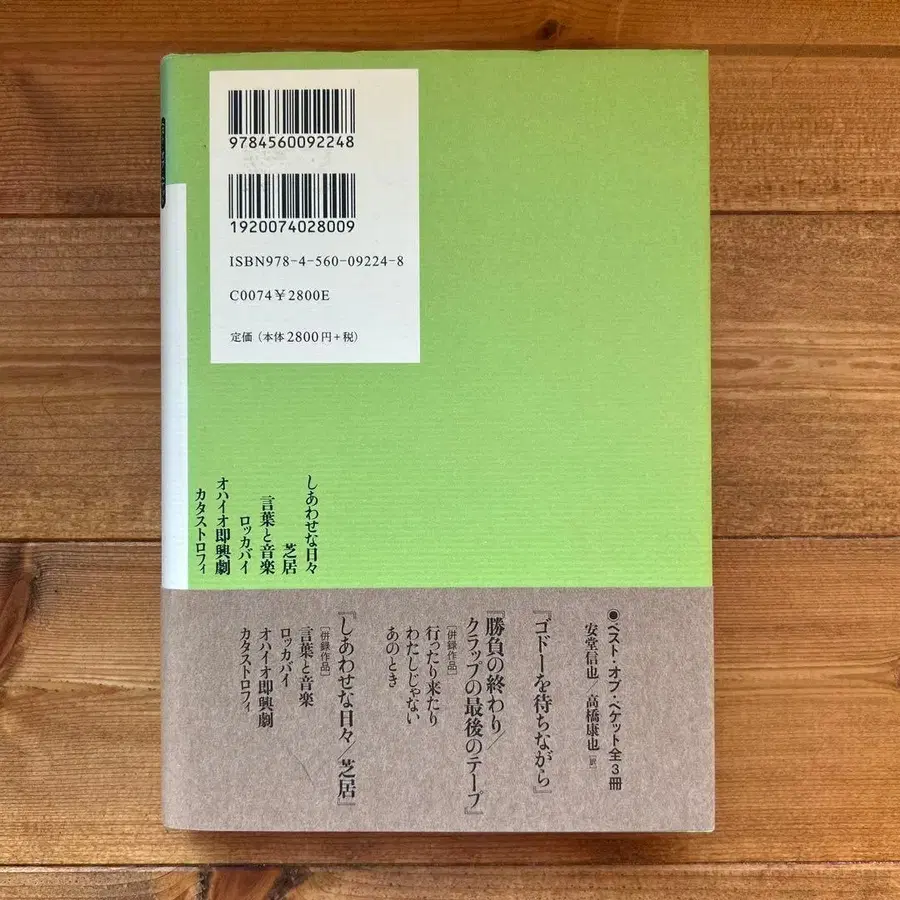 9784560092248
1920074028009
ISBN978-4-560-09224-8
C0074¥2800E
定価（本体2800円+税）
しあわせな日々
芝居
言葉と音楽
ロッカバイ
オハイオ即興劇
カタストロフィ
●ベスト・オブ・ベケット全3冊
安堂信也 高橋康也［訳］
『ゴドーを待ちながら』
『勝負の終わり／
クラップの最後のテープ』
［併録作品］
行ったり来たり
わたしじゃない
あのとき
『しあわせな日々／芝居』
［併録作品］
言葉と音楽
ロッカバイ
オハイオ即興劇
カタストロフィ